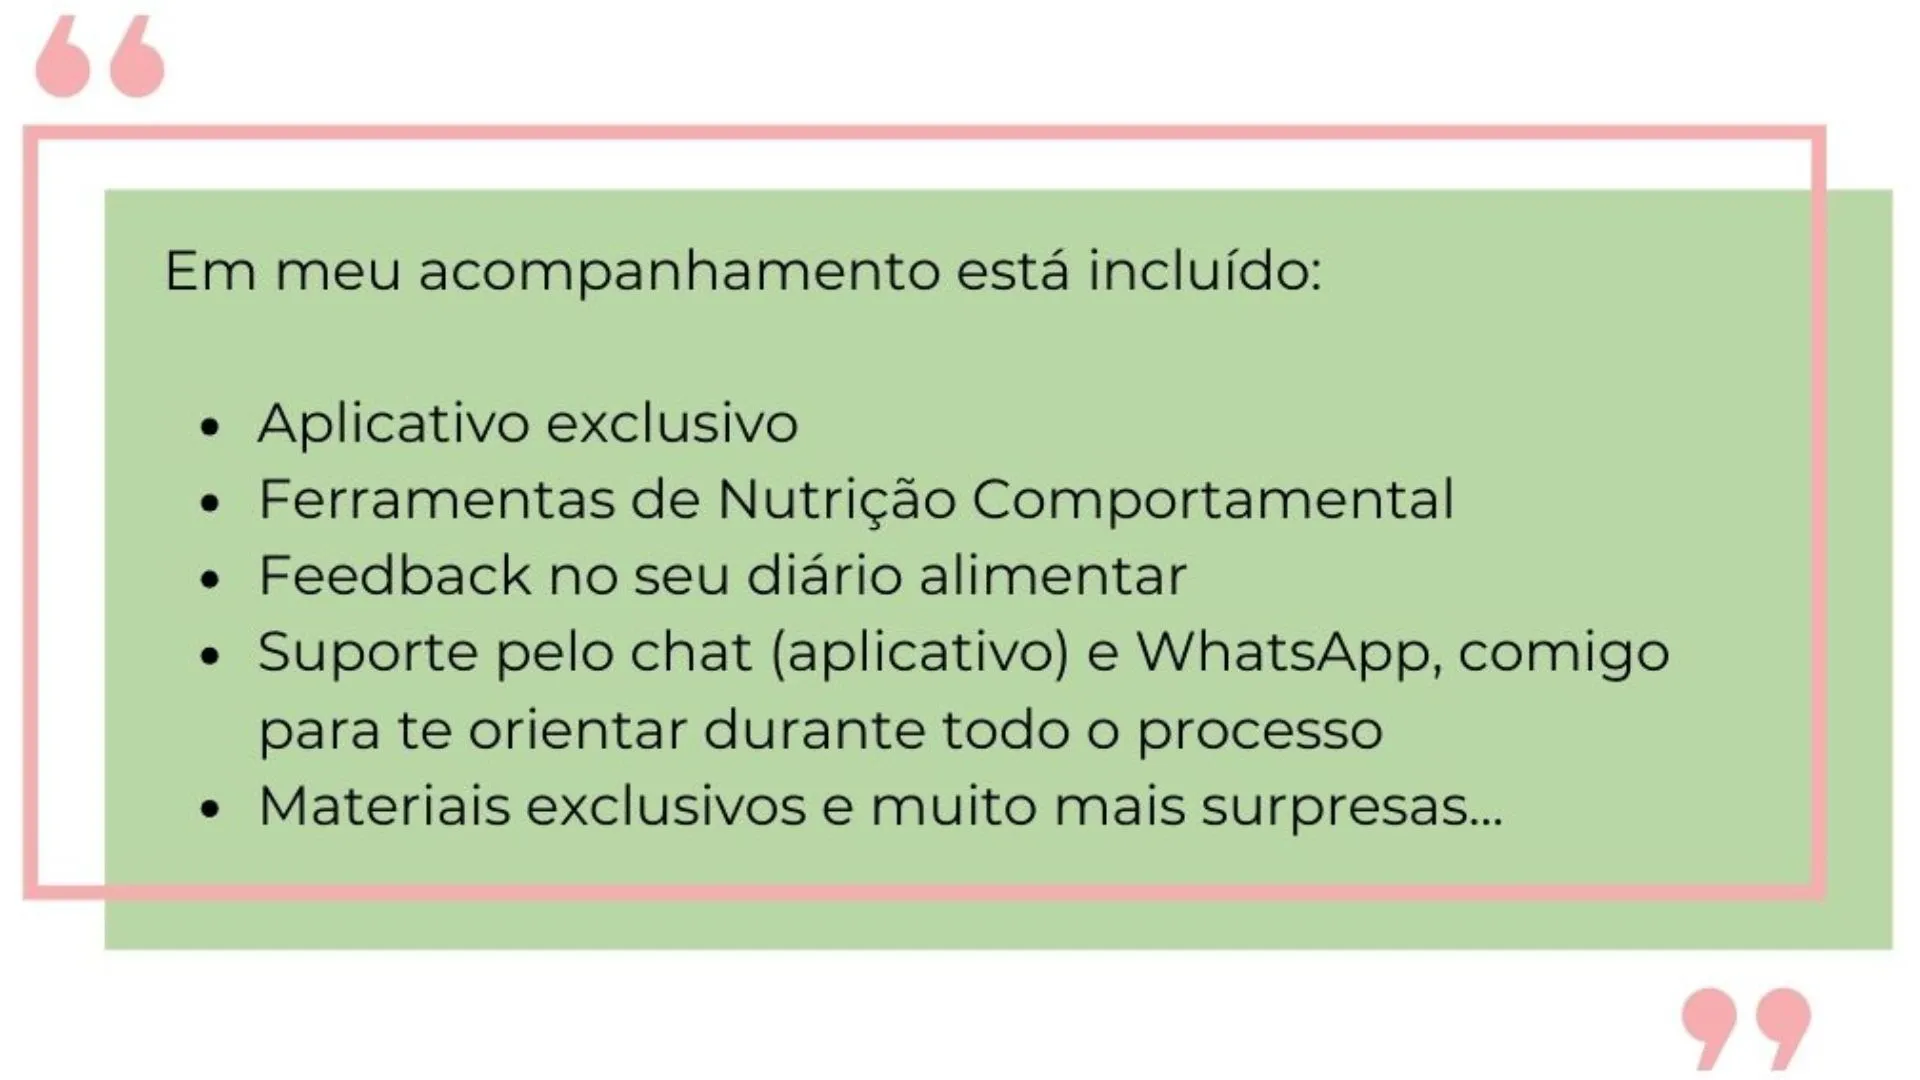 Em meu acompanhamento está incluído:
• Aplicativo exclusivo
• Ferramentas de Nutrição Comportamental
• Feedback no seu diário alimentar
• Suporte pelo chat (aplicativo) e WhatsApp, comigo
para te orientar durante todo o processo
• Materiais exclusivos e muito mais surpresas...